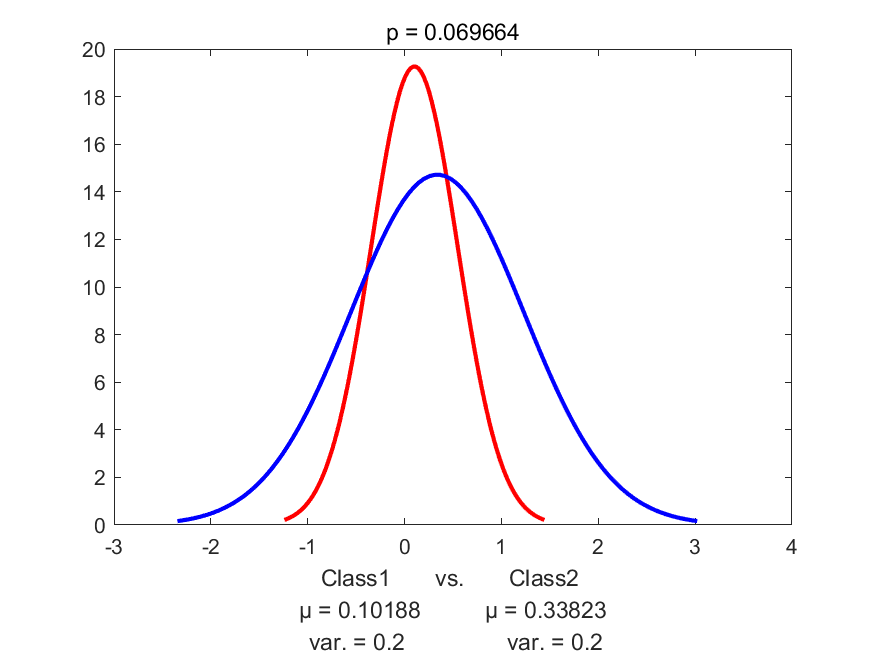 p = 0.069664
20
18
16
14
12
10
8
6
4
2
0
-3 -2 -1 0 1 2 3 4
Class1 vs. Class2
μ = 0.10188 μ = 0.33823
var. = 0.2 var. = 0.2